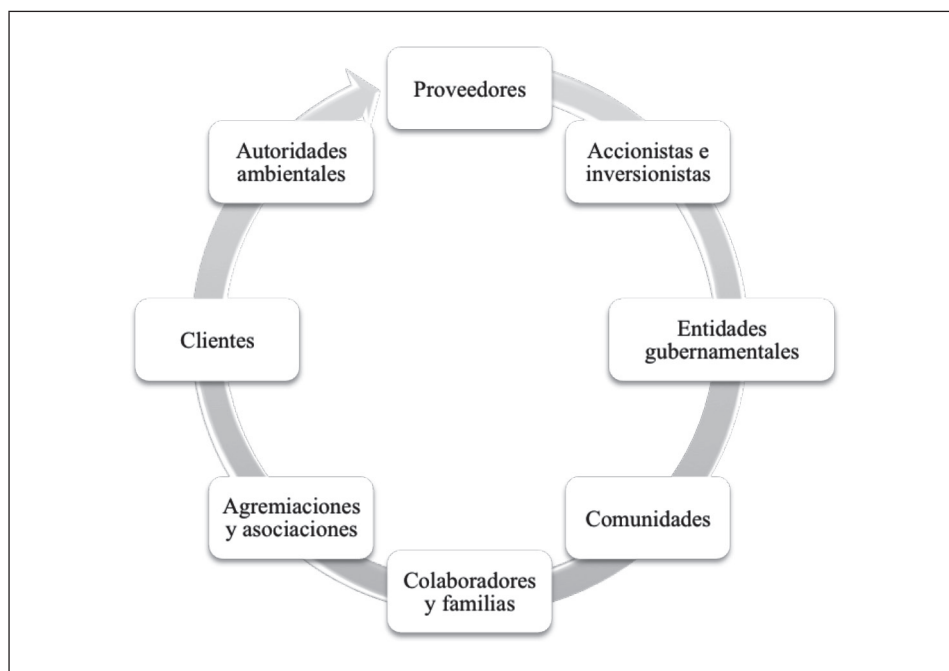 Proveedores
Accionistas e
inversionistas
Entidades
gubernamentales
Comunidades
Colaboradores
y familias
Agremiaciones
y asociaciones
Clientes
Autoridades
ambientales